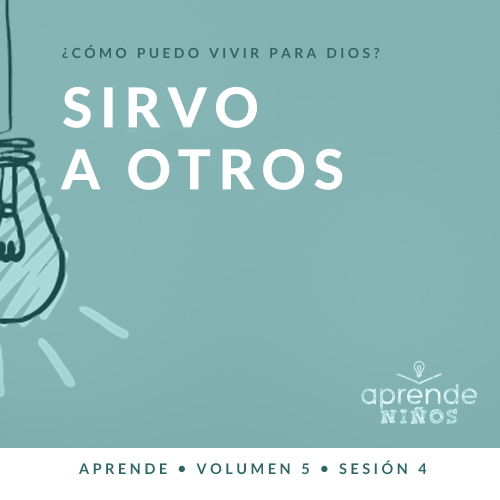 ¿CÓMO PUEDO VIVIR PARA DIOS?
SIRVO
A OTROS
aprende
NIÑOS
APRENDE • VOLUMEN 5 • SESIÓN 4